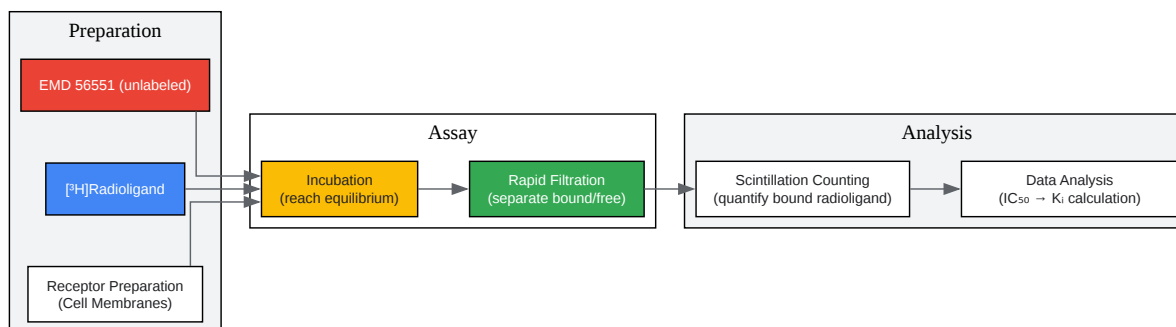 Preparation
EMD 56551 (unlabeled)
[³H]Radioligand
Receptor Preparation
(Cell Membranes)
Assay
Incubation
(reach equilibrium)
Rapid Filtration
(separate bound/free)
Analysis
Scintillation Counting
(quantify bound radioligand)
Data Analysis
(IC₅₀ → Kᵢ calculation)